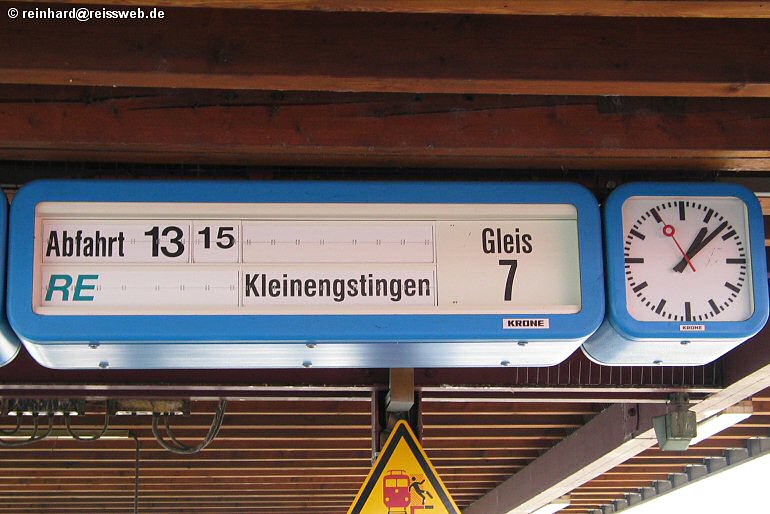 © reinhard@reissweb.de
Abfahrt 13 15
RE Kleinengstingen
Gleis
7
KRONE
KRONE